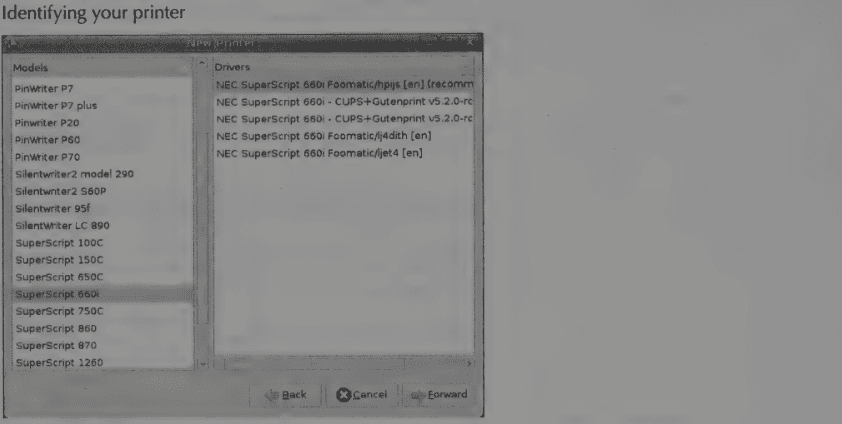 Identifying your printer
New Printer
Models
PinWriter P7
PinWriter P7 plus
Pinwriter P20
PinWriter P60
PinWriter P70
Silentwriter2 model 290
Silentwriter2 S60P
Silentwriter 95f
SilentWriter LC 890
SuperScript 100C
SuperScript 150C
SuperScript 650C
SuperScript 660i
SuperScript 750C
SuperScript 860
SuperScript 870
SuperScript 1260
Drivers
NEC SuperScript 660i Foomatic/hpijs [en] (recomm
NEC SuperScript 660i - CUPS+Gutenprint v5.2.0-rc
NEC SuperScript 660i - CUPS+Gutenprint v5.2.0-rc
NEC SuperScript 660i Foomatic/lj4dith [en]
NEC SuperScript 660i Foomatic/ljet4 [en]
Back
Cancel
Forward